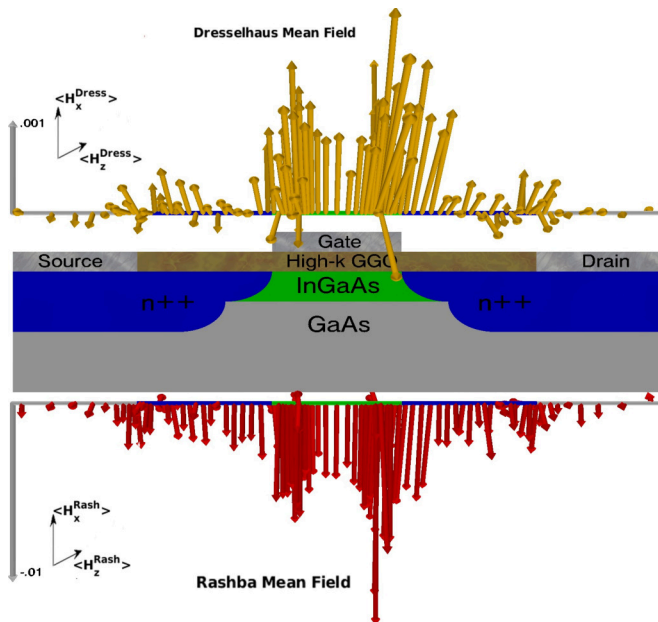 Dresselhaus Mean Field
<H_x^Dress>
.001
<H_z^Dress>
Gate
Source High-k GGO Drain
InGaAs
n++ n++
GaAs
<H_x^Rash>
<H_z^Rash>
-.01
Rashba Mean Field